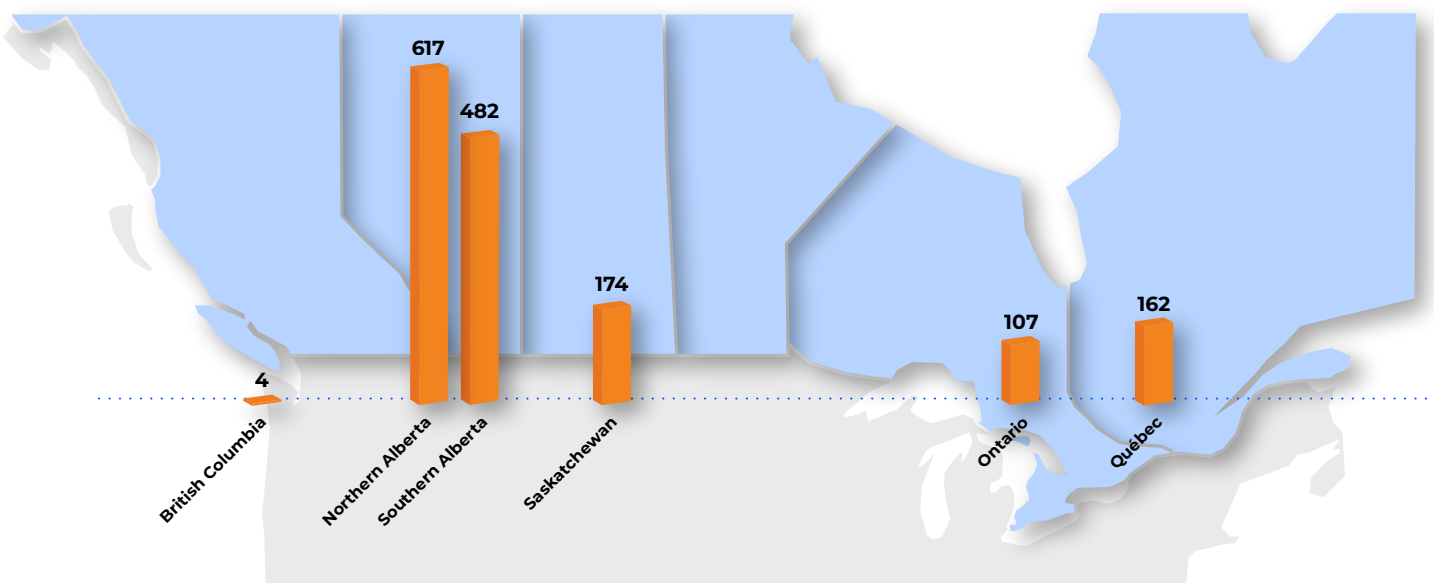 617
482
174
162
107
4
British Columbia
Northern Alberta
Southern Alberta
Saskatchewan
Ontario
Québec